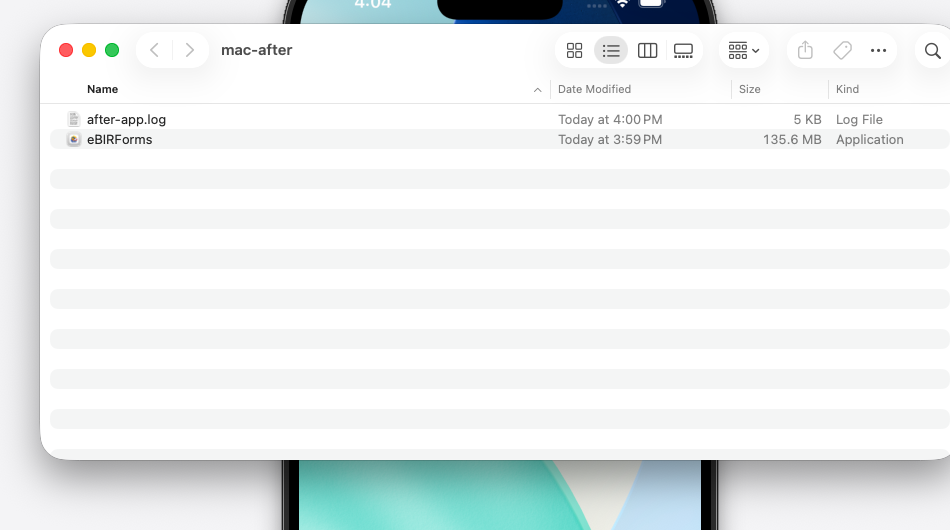 4:04
mac-after
Name Date Modified Size Kind
after-app.log Today at 4:00 PM 5 KB Log File
eBIRForms Today at 3:59 PM 135.6 MB Application